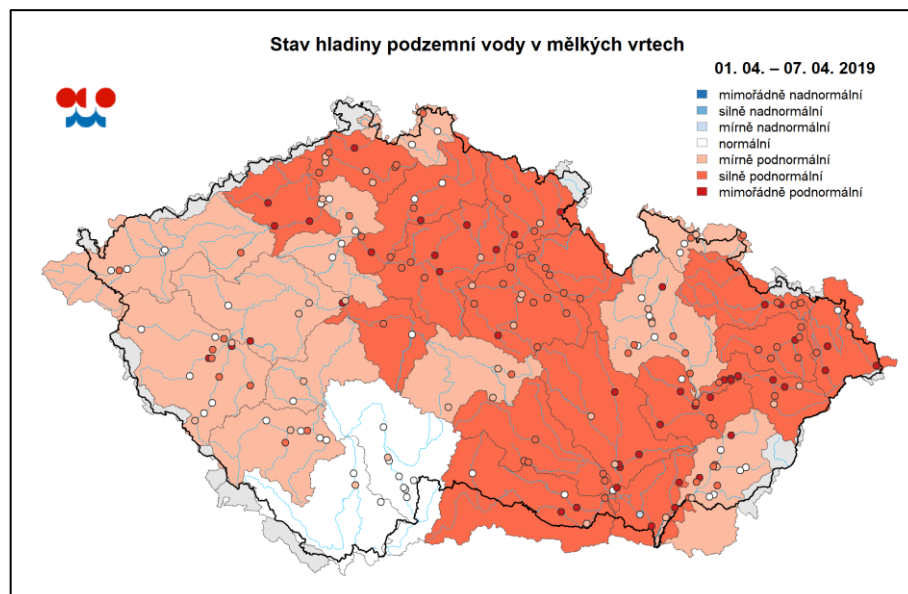 Stav hladiny podzemní vody v mělkých vrtech
01. 04. – 07. 04. 2019
mimořádně nadnormální
silně nadnormální
mírně nadnormální
normální
mírně podnormální
silně podnormální
mimořádně podnormální